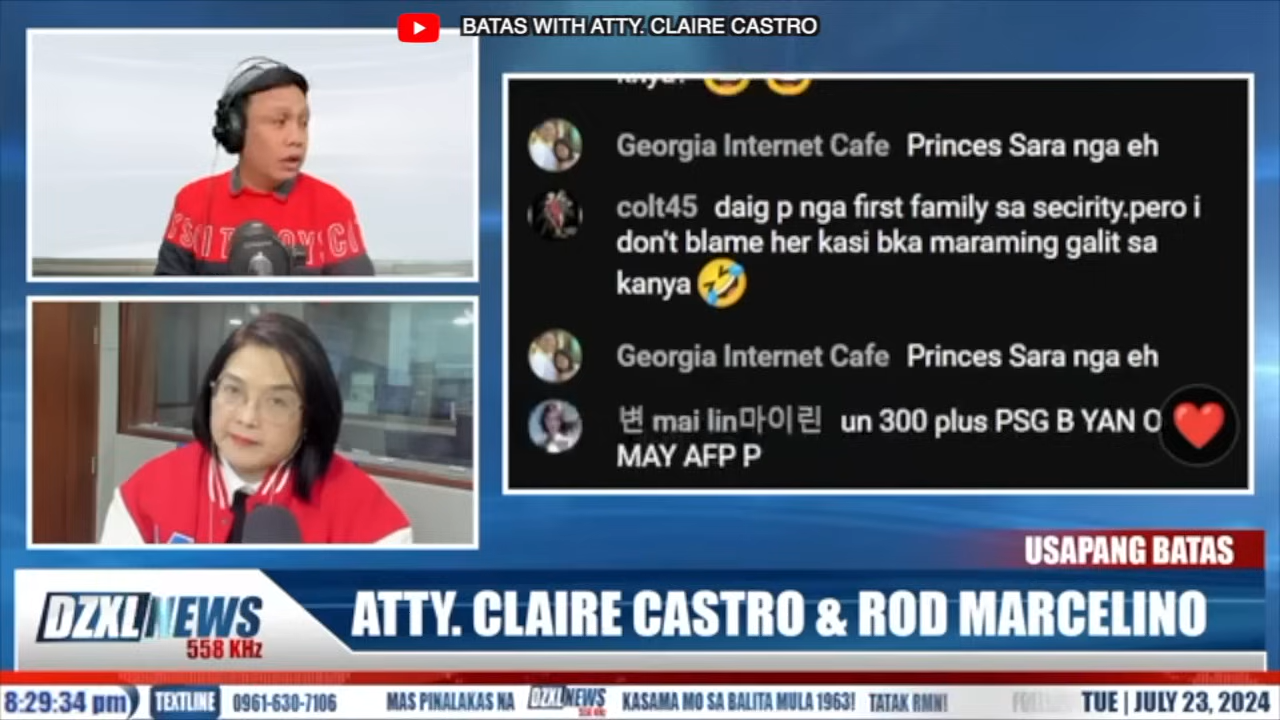 BATAS WITH ATTY. CLAIRE CASTRO
Georgia Internet Cafe Princes Sara nga eh
colt45 daig p nga first family sa secirity.pero i
don't blame her kasi bka maraming galit sa
kanya 🤣
Georgia Internet Cafe Princes Sara nga eh
변 mai lin마이린 un 300 plus PSG B YAN O
MAY AFP P
USAPANG BATAS
DZXL NEWS
558 KHz
ATTY. CLAIRE CASTRO & ROD MARCELINO
8:29:34 pm
TEXTLINE 0961-630-7106
MAS PINALAKAS NA DZXL NEWS 558 KHz KASAMA MO SA BALITA MULA 1963! TATAK RMN!
TUE | JULY 23, 2024